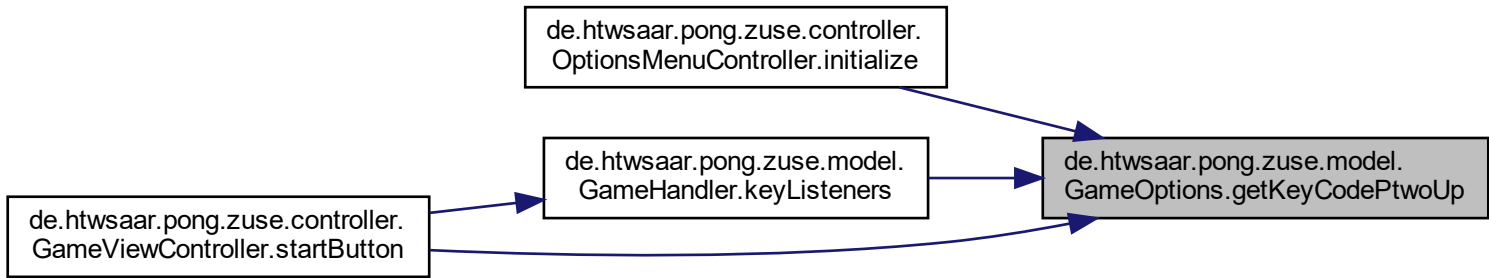 de.htwsaar.pong.zuse.controller.
OptionsMenuController.initialize
de.htwsaar.pong.zuse.model.
GameHandler.keyListeners
de.htwsaar.pong.zuse.model.
GameOptions.getKeyCodePtwoUp
de.htwsaar.pong.zuse.controller.
GameViewController.startButton